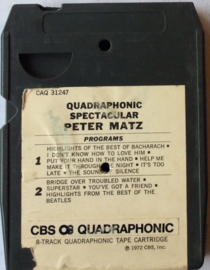 CAQ 31247
QUADRAPHONIC
SPECTACULAR
PETER MATZ
PROGRAMS
HIGHLIGHTS OF THE BEST OF BACHARACH •
I DON'T KNOW HOW TO LOVE HIM •
1 PUT YOUR HAND IN THE HAND • HELP ME
MAKE IT THROUGH THE NIGHT • IT'S TOO
LATE • THE SOUND OF SILENCE
BRIDGE OVER TROUBLED WATER •
2 SUPERSTAR • YOU'VE GOT A FRIEND •
HIGHLIGHTS FROM THE BEST OF THE
BEATLES
CBS QUADRAPHONIC
8-TRACK QUADRAPHONIC TAPE CARTRIDGE
℗ 1972 CBS, Inc.